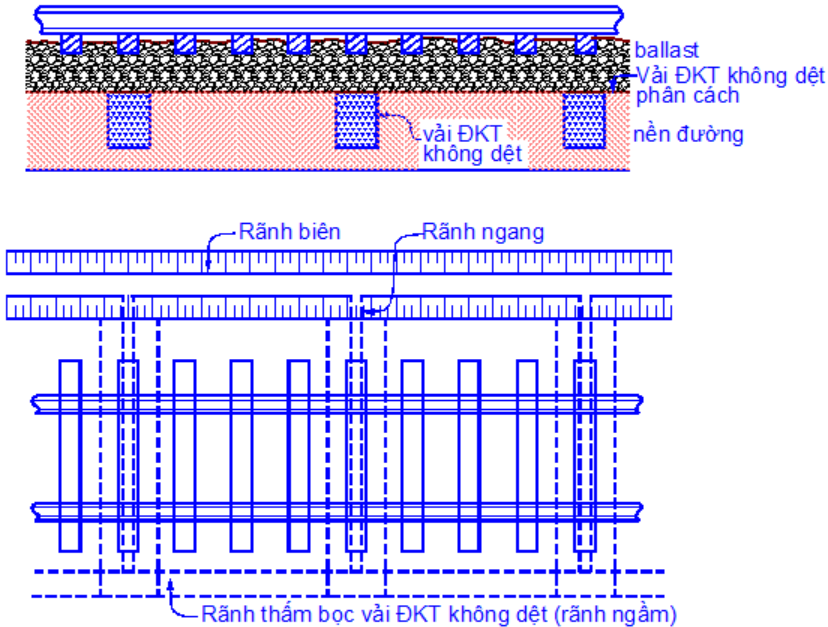 ballast
Vải ĐKT không dệt
phân cách
vải ĐKT
không dệt
nền đường
Rãnh biên
Rãnh ngang
Rãnh thấm bọc vải ĐKT không dệt (rãnh ngầm)